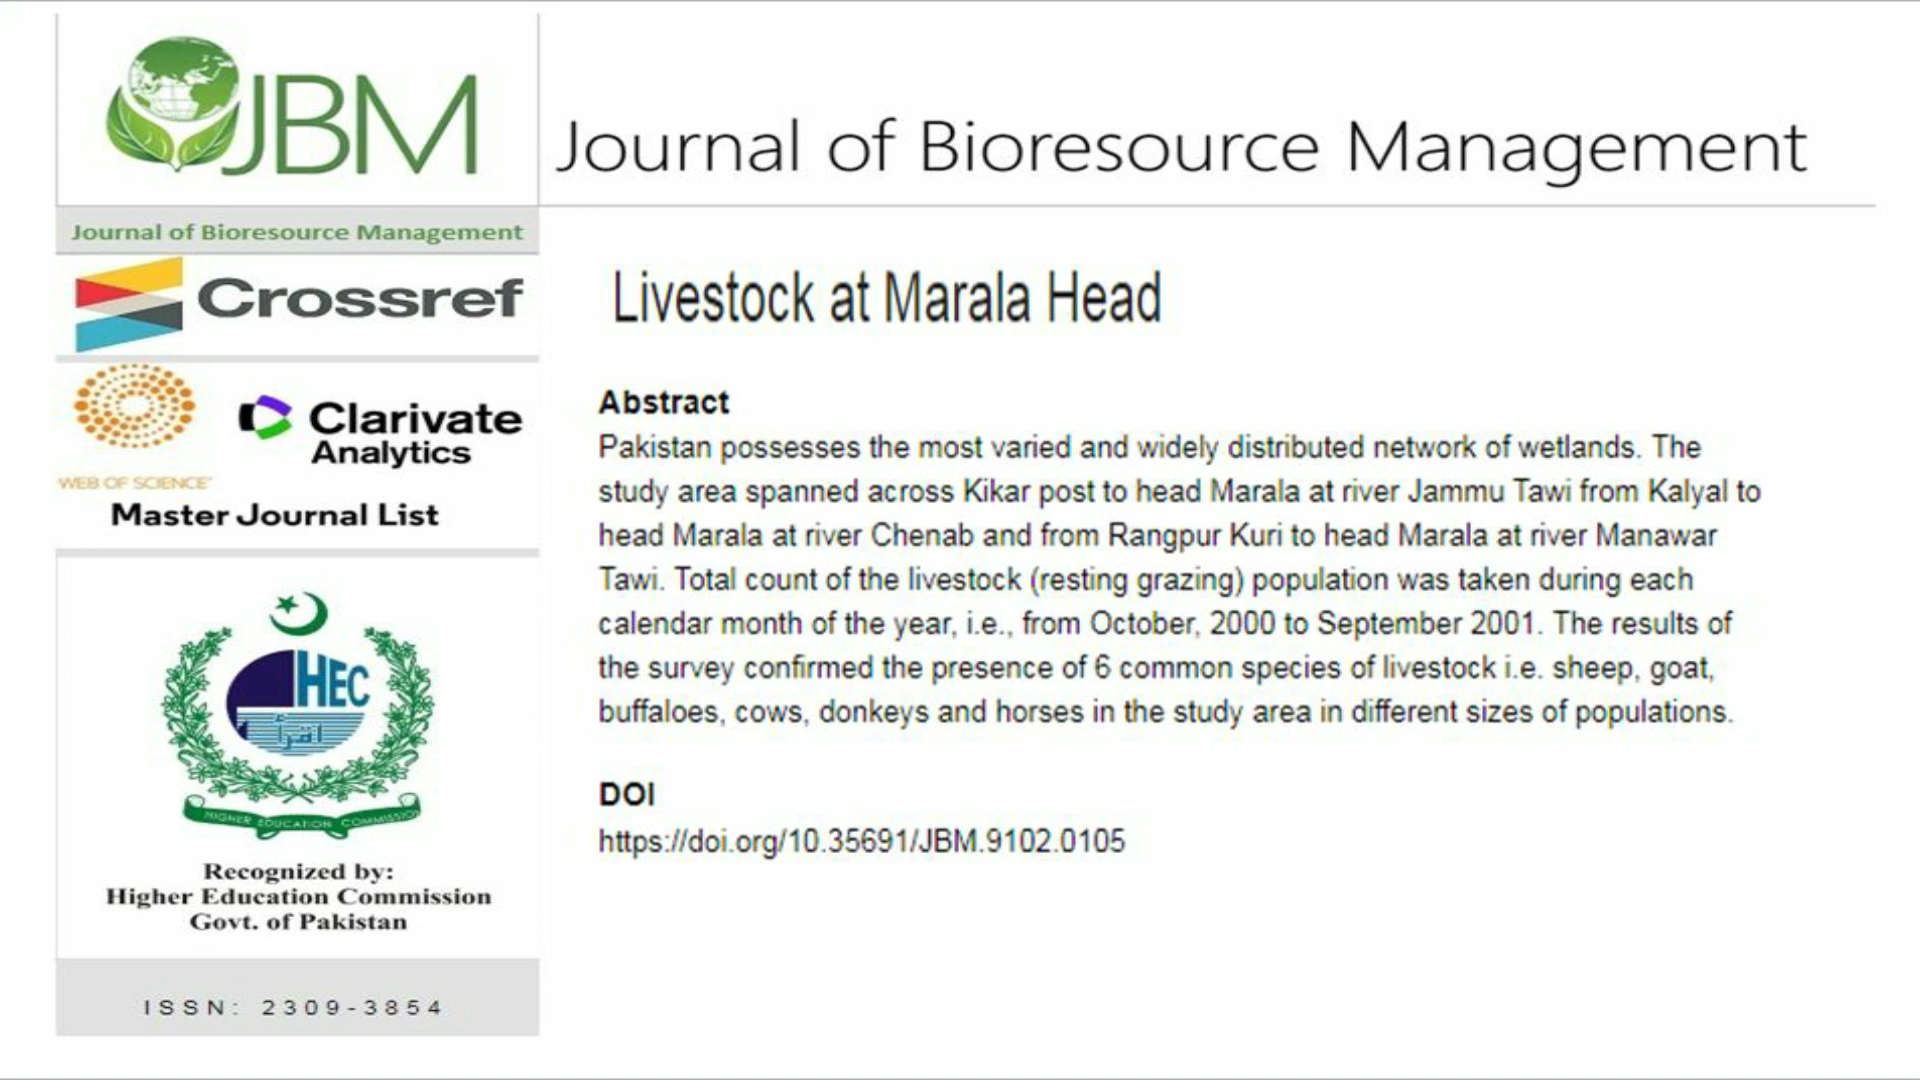 JBM
Journal of Bioresource Management
Journal of Bioresource Management
Crossref
WEB OF SCIENCE™
Clarivate
Analytics
Master Journal List
HEC
اقرأ
HIGHER EDUCATION COMMISSION
Recognized by:
Higher Education Commission
Govt. of Pakistan
ISSN: 2309-3854
Livestock at Marala Head
Abstract
Pakistan possesses the most varied and widely distributed network of wetlands. The
study area spanned across Kikar post to head Marala at river Jammu Tawi from Kalyal to
head Marala at river Chenab and from Rangpur Kuri to head Marala at river Manawar
Tawi. Total count of the livestock (resting grazing) population was taken during each
calendar month of the year, i.e., from October, 2000 to September 2001. The results of
the survey confirmed the presence of 6 common species of livestock i.e. sheep, goat,
buffaloes, cows, donkeys and horses in the study area in different sizes of populations.
DOI
https://doi.org/10.35691/JBM.9102.0105